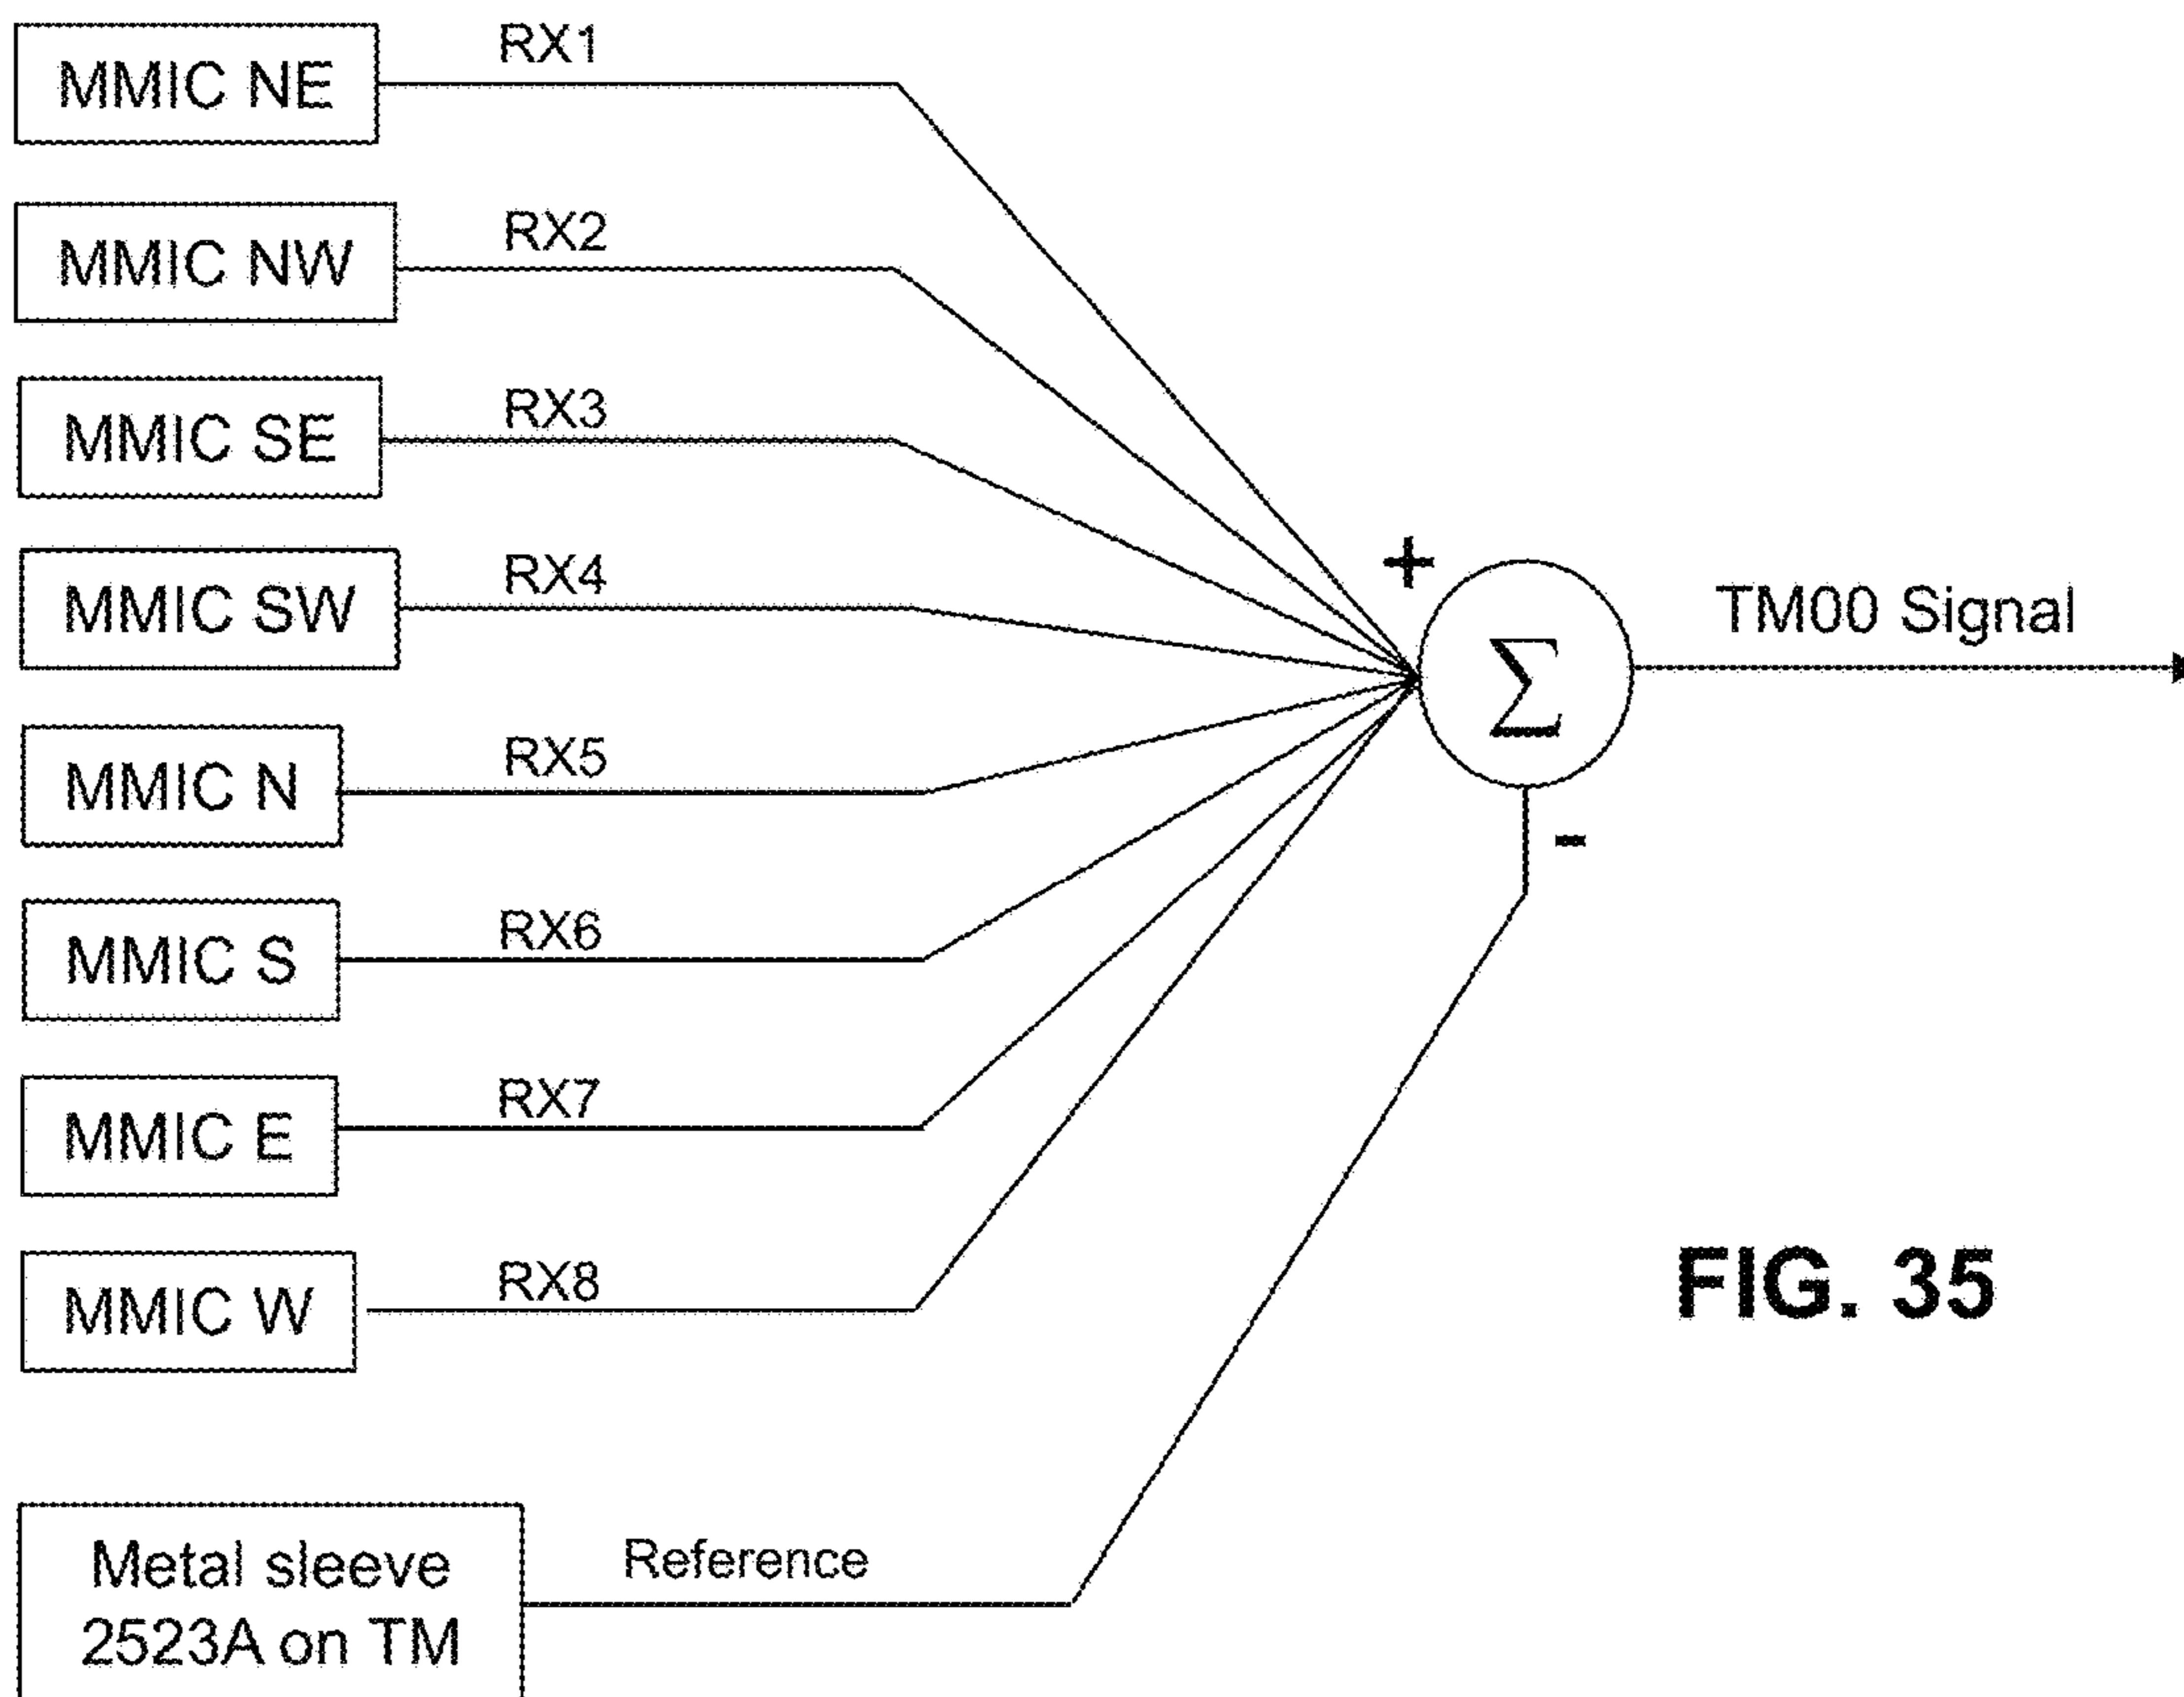 MMIC NE
RX1
MMIC NW
RX2
MMIC SE
RX3
MMIC SW
RX4
MMIC N
RX5
MMIC S
RX6
MMIC E
RX7
MMIC W
RX8
Metal sleeve
2523A on TM
Reference
+
Σ
-
TM00 Signal
FIG. 35